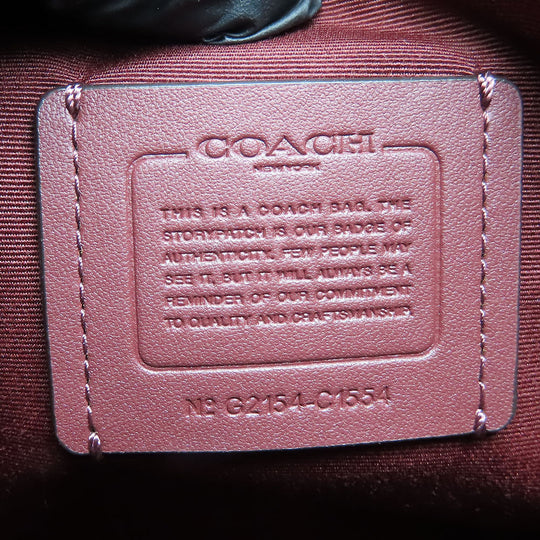 COACH
NEW YORK
THIS IS A COACH BAG. THE
STORYPATCH IS OUR BADGE OF
AUTHENTICITY. FEW PEOPLE MAY
SEE IT, BUT IT WILL ALWAYS BE A
REMINDER OF OUR COMMITMENT
TO QUALITY AND CRAFTSMANSHIP.
Nº G2154-C1554